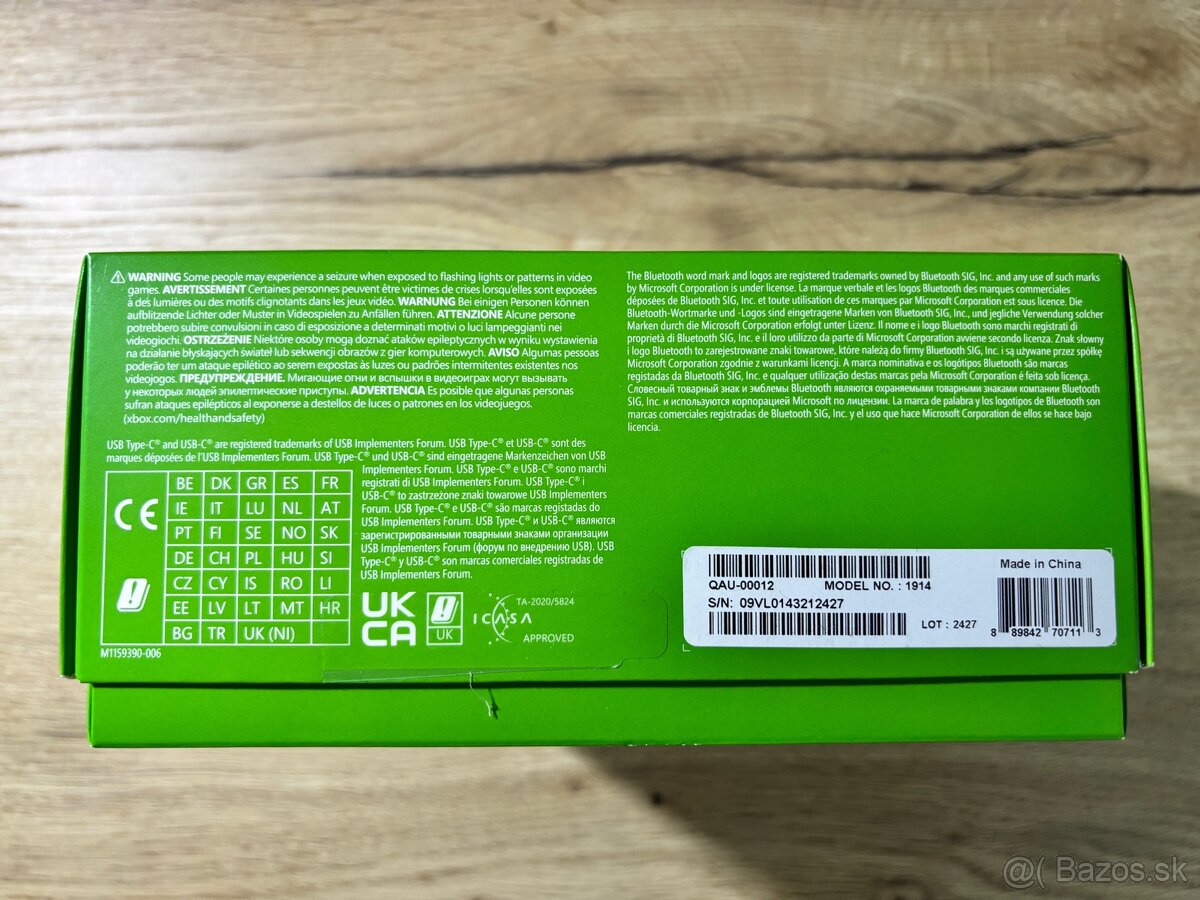 ⚠ WARNING Some people may experience a seizure when exposed to flashing lights or patterns in video
games. AVERTISSEMENT Certaines personnes peuvent être victimes de crises lorsqu'elles sont exposées
à des lumières ou des motifs clignotants dans les jeux vidéo. WARNUNG Bei einigen Personen können
aufblitzende Lichter oder Muster in Videospielen zu Anfällen führen. ATTENZIONE Alcune persone
potrebbero subire convulsioni in caso di esposizione a determinati motivi o luci lampeggianti nei
videogiochi. OSTRZEŻENIE Niektóre osoby mogą doznać ataków epileptycznych w wyniku wystawienia
na działanie błyskających świateł lub sekwencji obrazów z gier komputerowych. AVISO Algumas pessoas
poderão ter um ataque epilético ao serem expostas às luzes ou padrões intermitentes existentes nos
videojogos. ПРЕДУПРЕЖДЕНИЕ. Мигающие огни и вспышки в видеоиграх могут вызывать
у некоторых людей эпилептические приступы. ADVERTENCIA Es posible que algunas personas
sufran ataques epilépticos al exponerse a destellos de luces o patrones en los videojuegos.
(xbox.com/healthandsafety)
USB Type-C® and USB-C® are registered trademarks of USB Implementers Forum. USB Type-C® et USB-C® sont des
marques déposées de l'USB Implementers Forum. USB Type-C® und USB-C® sind eingetragene Markenzeichen von USB
Implementers Forum. USB Type-C® e USB-C® sono marchi
registrati di USB Implementers Forum. USB Type-C® i
USB-C® to zastrzeżone znaki towarowe USB Implementers
Forum. USB Type-C® e USB-C® são marcas registadas do
USB Implementers Forum. USB Type-C® и USB-C® являются
зарегистрированными товарными знаками организации
USB Implementers Forum (форум по внедрению USB). USB
Type-C® y USB-C® son marcas comerciales registradas de
USB Implementers Forum.
CE
BE DK GR ES FR
IE IT LU NL AT
PT FI SE NO SK
DE CH PL HU SI
CZ CY IS RO LI
EE LV LT MT HR
BG TR UK (NI)
M1159390-006
UK
CA
UK
ICASA
TA-2020/5824
APPROVED
The Bluetooth word mark and logos are registered trademarks owned by Bluetooth SIG, Inc. and any use of such marks
by Microsoft Corporation is under license. La marque verbale et les logos Bluetooth des marques commerciales
déposées de Bluetooth SIG, Inc. et toute utilisation de ces marques par Microsoft Corporation est sous licence. Die
Bluetooth-Wortmarke und -Logos sind eingetragene Marken von Bluetooth SIG, Inc., und jegliche Verwendung solcher
Marken durch die Microsoft Corporation erfolgt unter Lizenz. Il nome e i logo Bluetooth sono marchi registrati di
proprietà di Bluetooth SIG, Inc. e il loro utilizzo da parte di Microsoft Corporation avviene secondo licenza. Znak słowny
i logo Bluetooth to zarejestrowane znaki towarowe, które należą do firmy Bluetooth SIG, Inc. i są używane przez spółkę
Microsoft Corporation zgodnie z warunkami licencji. A marca nominativa e os logótipos Bluetooth são marcas
registadas da Bluetooth SIG, Inc. e qualquer utilização destas marcas pela Microsoft Corporation é feita sob licença.
Словесный товарный знак и эмблемы Bluetooth являются охраняемыми товарными знаками компании Bluetooth
SIG, Inc. и используются корпорацией Microsoft по лицензии. La marca de palabra y los logotipos de Bluetooth son
marcas comerciales registradas de Bluetooth SIG, Inc. y el uso que hace Microsoft Corporation de ellos se hace bajo
licencia.
QAU-00012 MODEL NO. : 1914
S/N: 09VL0143212427
LOT : 2427
Made in China
8 89842 70711 3
@( Bazos.sk